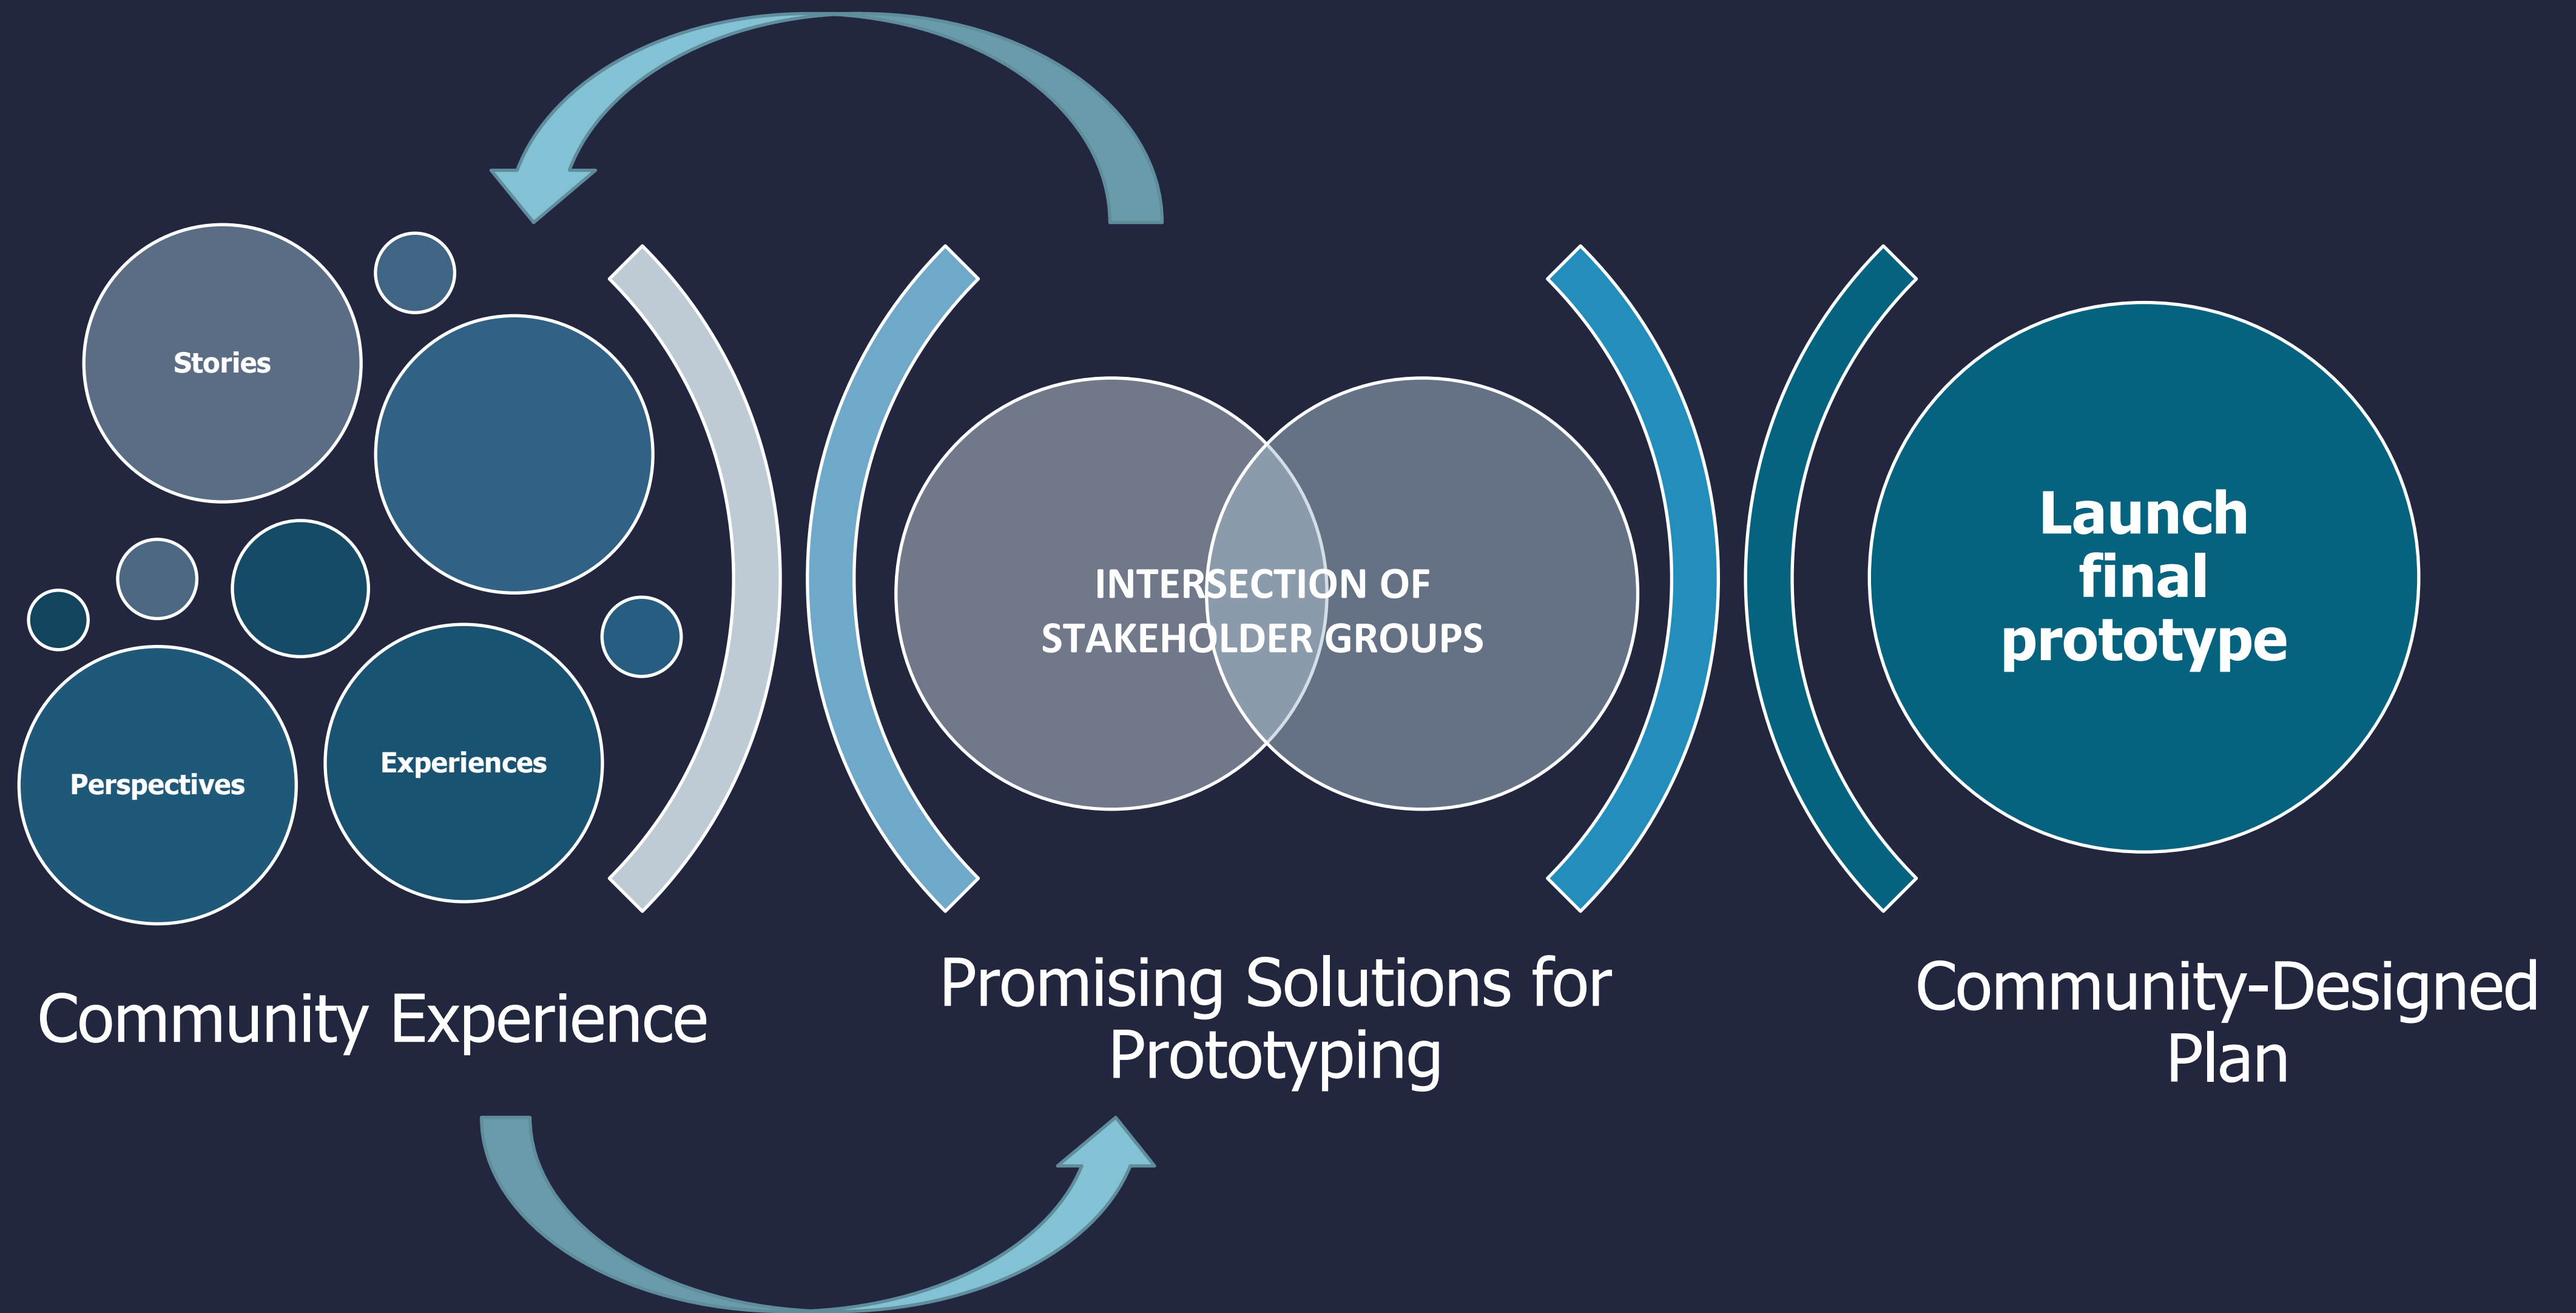 Stories
Perspectives
Experiences
Community Experience
INTERSECTION OF
STAKEHOLDER GROUPS
Promising Solutions for
Prototyping
Launch
final
prototype
Community-Designed
Plan